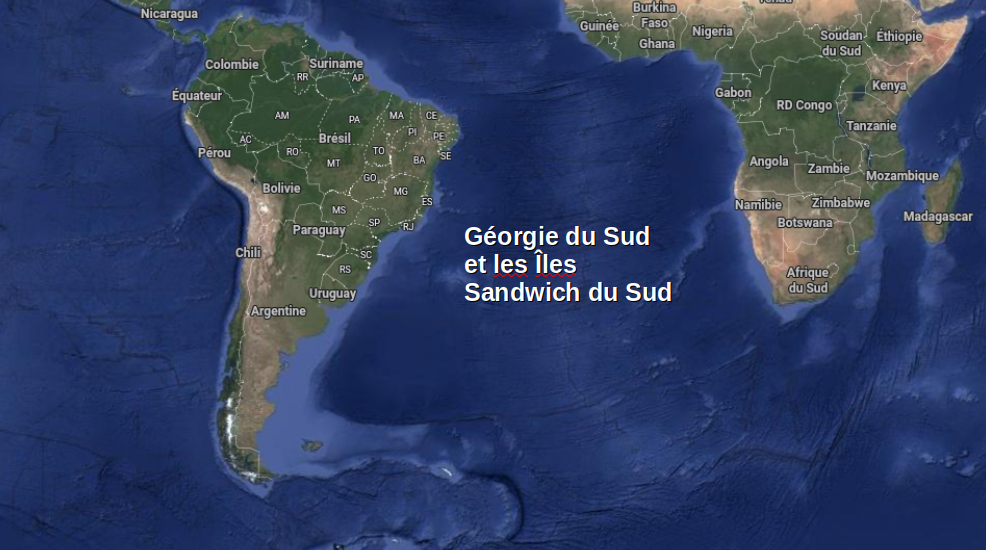 Nicaragua
Burkina
Faso
Guinée
Ghana
Nigeria
Soudan
du Sud
Éthiopie
Colombie
Suriname
RR
AP
Gabon
Kenya
Équateur
RD Congo
AM
PA
MA
CE
PI
PE
Tanzanie
AC
Brésil
RO
TO
SE
Pérou
MT
BA
Angola
Zambie
Mozambique
GO
Bolivie
MG
ES
Namibie
Zimbabwe
MS
SP
RJ
Botswana
Madagascar
Paraguay
Géorgie du Sud
et les Îles
Sandwich du Sud
Chili
SC
RS
Afrique
du Sud
Uruguay
Argentine